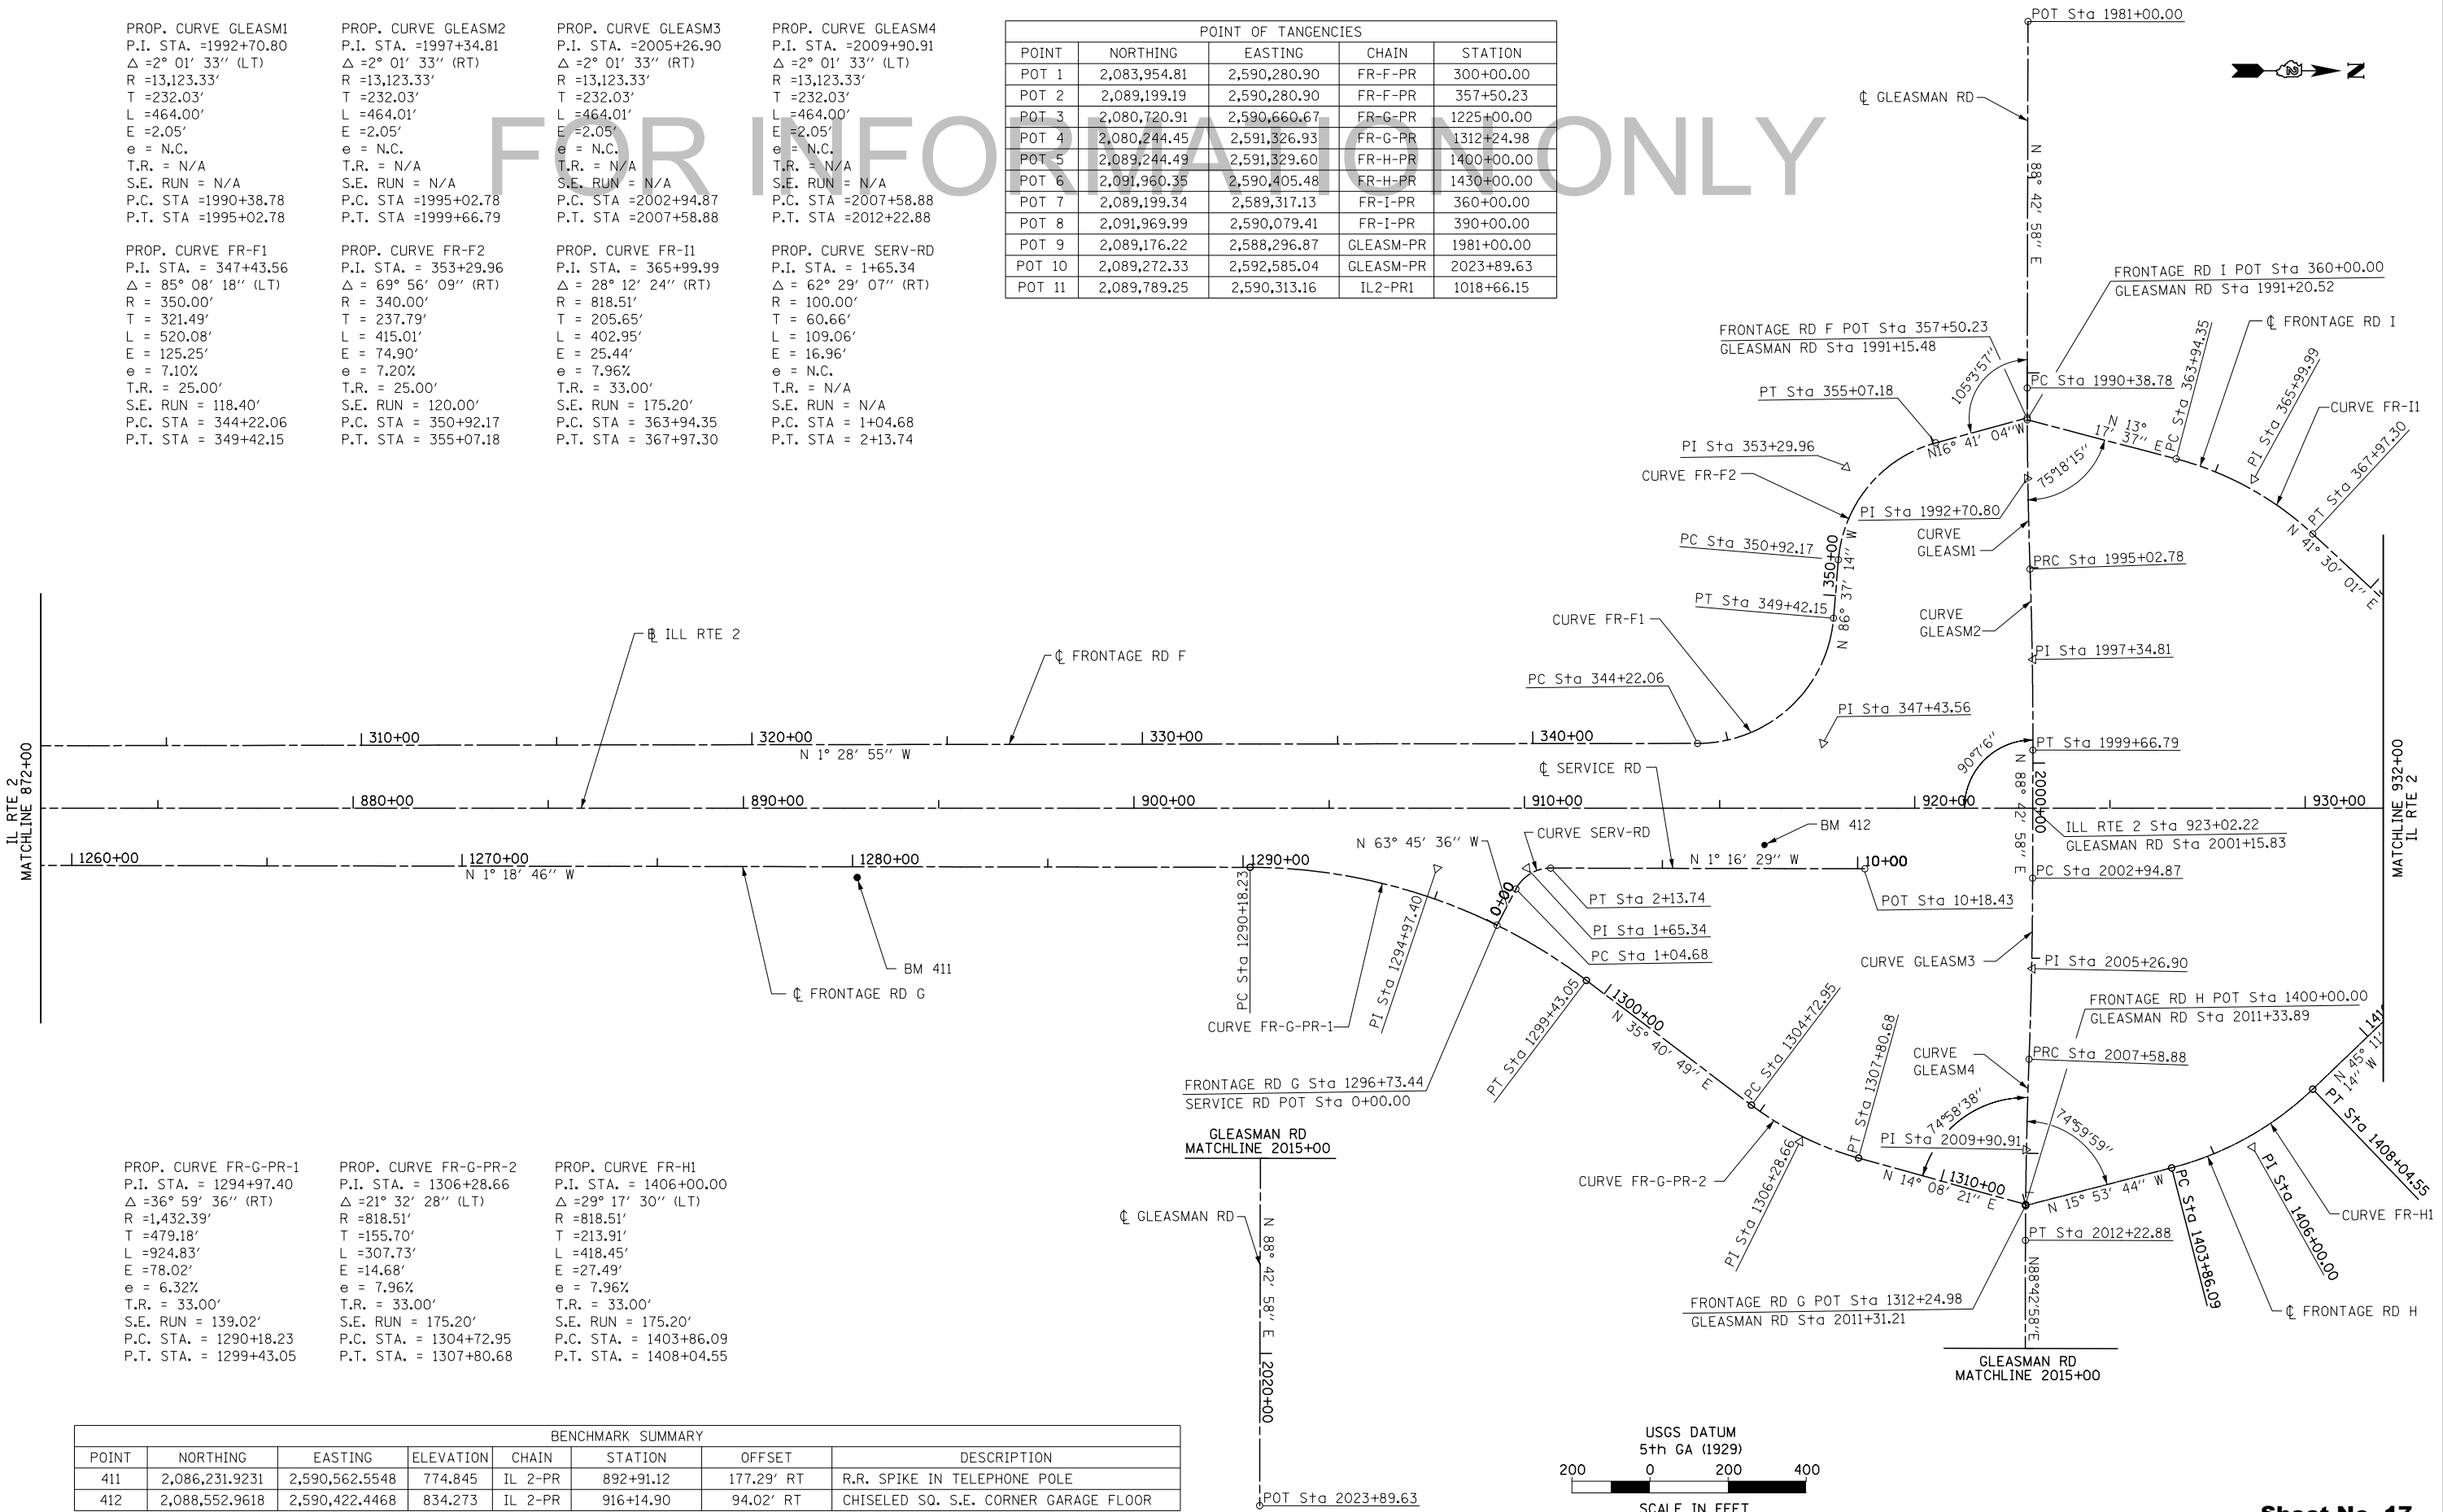 PROP. CURVE GLEASM1
P.I. STA. =1992+70.80
△ =2° 01′ 33′′ (LT)
R =13,123.33′
T =232.03′
L =464.00′
E =2.05′
e = N.C.
T.R. = N/A
S.E. RUN = N/A
P.C. STA =1990+38.78
P.T. STA =1995+02.78
PROP. CURVE GLEASM2
P.I. STA. =1997+34.81
△ =2° 01′ 33′′ (RT)
R =13,123.33′
T =232.03′
L =464.01′
E =2.05′
e = N.C.
T.R. = N/A
S.E. RUN = N/A
P.C. STA =1995+02.78
P.T. STA =1999+66.79
PROP. CURVE GLEASM3
P.I. STA. =2005+26.90
△ =2° 01′ 33′′ (RT)
R =13,123.33′
T =232.03′
L =464.01′
E =2.05′
e = N.C.
T.R. = N/A
S.E. RUN = N/A
P.C. STA =2002+94.87
P.T. STA =2007+58.88
PROP. CURVE GLEASM4
P.I. STA. =2009+90.91
△ =2° 01′ 33′′ (LT)
R =13,123.33′
T =232.03′
L =464.00′
E =2.05′
e = N.C.
T.R. = N/A
S.E. RUN = N/A
P.C. STA =2007+58.88
P.T. STA =2012+22.88
PROP. CURVE FR-F1
P.I. STA. = 347+43.56
△ = 85° 08′ 18′′ (LT)
R = 350.00′
T = 321.49′
L = 520.08′
E = 125.25′
e = 7.10%
T.R. = 25.00′
S.E. RUN = 118.40′
P.C. STA = 344+22.06
P.T. STA = 349+42.15
PROP. CURVE FR-F2
P.I. STA. = 353+29.96
△ = 69° 56′ 09′′ (RT)
R = 340.00′
T = 237.79′
L = 415.01′
E = 74.90′
e = 7.20%
T.R. = 25.00′
S.E. RUN = 120.00′
P.C. STA = 350+92.17
P.T. STA = 355+07.18
PROP. CURVE FR-I1
P.I. STA. = 365+99.99
△ = 28° 12′ 24′′ (RT)
R = 818.51′
T = 205.65′
L = 402.95′
E = 25.44′
e = 7.96%
T.R. = 33.00′
S.E. RUN = 175.20′
P.C. STA = 363+94.35
P.T. STA = 367+97.30
PROP. CURVE SERV-RD
P.I. STA. = 1+65.34
△ = 62° 29′ 07′′ (RT)
R = 100.00′
T = 60.66′
L = 109.06′
E = 16.96′
e = N.C.
T.R. = N/A
S.E. RUN = N/A
P.C. STA = 1+04.68
P.T. STA = 2+13.74
FOR INFORMATION ONLY
POINT OF TANGENCIES
POINT NORTHING EASTING CHAIN STATION
POT 1 2,083,954.81 2,590,280.90 FR-F-PR 300+00.00
POT 2 2,089,199.19 2,590,280.90 FR-F-PR 357+50.23
POT 3 2,080,720.91 2,590,660.67 FR-G-PR 1225+00.00
POT 4 2,080,244.45 2,591,326.93 FR-G-PR 1312+24.98
POT 5 2,089,244.49 2,591,329.60 FR-H-PR 1400+00.00
POT 6 2,091,960.35 2,590,405.48 FR-H-PR 1430+00.00
POT 7 2,089,199.34 2,589,317.13 FR-I-PR 360+00.00
POT 8 2,091,969.99 2,590,079.41 FR-I-PR 390+00.00
POT 9 2,089,176.22 2,588,296.87 GLEASM-PR 1981+00.00
POT 10 2,089,272.33 2,592,585.04 GLEASM-PR 2023+89.63
POT 11 2,089,789.25 2,590,313.16 IL2-PR1 1018+66.15
POT Sta 1981+00.00
N
℄ GLEASMAN RD
N 88° 42′ 58′′ E
FRONTAGE RD I POT Sta 360+00.00
GLEASMAN RD Sta 1991+20.52
FRONTAGE RD F POT Sta 357+50.23
GLEASMAN RD Sta 1991+15.48
℄ FRONTAGE RD I
PC Sta 363+94.35
PI Sta 365+99.99
CURVE FR-I1
PT Sta 367+97.30
N 13° 17′ 37′′ E
N 41° 30′ 01′′ E
105°3′57′′
75°18′15′′
PC Sta 1990+38.78
PT Sta 355+07.18
N16° 41′ 04′′W
PI Sta 353+29.96
CURVE FR-F2
PI Sta 1992+70.80
CURVE
GLEASM1
PC Sta 350+92.17
350+00
N 86° 37′ 14′′ W
PT Sta 349+42.15
PRC Sta 1995+02.78
CURVE
GLEASM2
CURVE FR-F1
PI Sta 1997+34.81
PC Sta 344+22.06
PI Sta 347+43.56
℔ ILL RTE 2
℄ FRONTAGE RD F
310+00
320+00
330+00
340+00
N 1° 28′ 55′′ W
℄ SERVICE RD
90°7′6′′
PT Sta 1999+66.79
N 88° 42′ 58′′ E
2000+00
IL RTE 2
MATCHLINE 872+00
880+00
890+00
900+00
910+00
920+00
930+00
MATCHLINE 932+00
IL RTE 2
ILL RTE 2 Sta 923+02.22
GLEASMAN RD Sta 2001+15.83
BM 412
CURVE SERV-RD
N 63° 45′ 36′′ W
1260+00
1270+00
1280+00
1290+00
N 1° 18′ 46′′ W
N 1° 16′ 29′′ W
10+00
PC Sta 2002+94.87
POT Sta 10+18.43
PT Sta 2+13.74
PI Sta 1+65.34
PC Sta 1+04.68
0+00
BM 411
℄ FRONTAGE RD G
PC Sta 1290+18.23
PI Sta 1294+97.40
CURVE FR-G-PR-1
PT Sta 1299+43.05
1300+00
N 35° 40′ 49′′ E
PC Sta 1304+72.95
PT Sta 1307+80.68
CURVE GLEASM3
PI Sta 2005+26.90
FRONTAGE RD H POT Sta 1400+00.00
GLEASMAN RD Sta 2011+33.89
CURVE
GLEASM4
PRC Sta 2007+58.88
FRONTAGE RD G Sta 1296+73.44
SERVICE RD POT Sta 0+00.00
74°58′38′′
74°59′59′′
PI Sta 2009+90.91
N 45° 11′ 14′′ W
PT Sta 1408+04.55
PI Sta 1406+00.00
CURVE FR-H1
PC Sta 1403+86.09
N 15° 53′ 44′′ W
℄ FRONTAGE RD H
PT Sta 2012+22.88
1310+00
N 14° 08′ 21′′ E
CURVE FR-G-PR-2
PI Sta 1306+28.66
FRONTAGE RD G POT Sta 1312+24.98
GLEASMAN RD Sta 2011+31.21
N88°42′58′′E
GLEASMAN RD
MATCHLINE 2015+00
GLEASMAN RD
MATCHLINE 2015+00
℄ GLEASMAN RD
N 88° 42′ 58′′ E
2020+00
POT Sta 2023+89.63
PROP. CURVE FR-G-PR-1
P.I. STA. = 1294+97.40
△ =36° 59′ 36′′ (RT)
R =1,432.39′
T =479.18′
L =924.83′
E =78.02′
e = 6.32%
T.R. = 33.00′
S.E. RUN = 139.02′
P.C. STA. = 1290+18.23
P.T. STA. = 1299+43.05
PROP. CURVE FR-G-PR-2
P.I. STA. = 1306+28.66
△ =21° 32′ 28′′ (LT)
R =818.51′
T =155.70′
L =307.73′
E =14.68′
e = 7.96%
T.R. = 33.00′
S.E. RUN = 175.20′
P.C. STA. = 1304+72.95
P.T. STA. = 1307+80.68
PROP. CURVE FR-H1
P.I. STA. = 1406+00.00
△ =29° 17′ 30′′ (LT)
R =818.51′
T =213.91′
L =418.45′
E =27.49′
e = 7.96%
T.R. = 33.00′
S.E. RUN = 175.20′
P.C. STA. = 1403+86.09
P.T. STA. = 1408+04.55
BENCHMARK SUMMARY
POINT NORTHING EASTING ELEVATION CHAIN STATION OFFSET DESCRIPTION
411 2,086,231.9231 2,590,562.5548 774.845 IL 2-PR 892+91.12 177.29′ RT R.R. SPIKE IN TELEPHONE POLE
412 2,088,552.9618 2,590,422.4468 834.273 IL 2-PR 916+14.90 94.02′ RT CHISELED SQ. S.E. CORNER GARAGE FLOOR
USGS DATUM
5th GA (1929)
200 0 200 400
SCALE IN FEET
Sheet No. 17